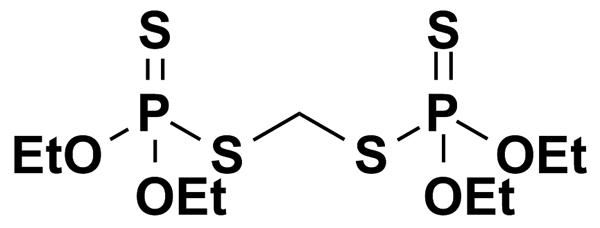 S S
P P
EtO S S OEt
OEt OEt